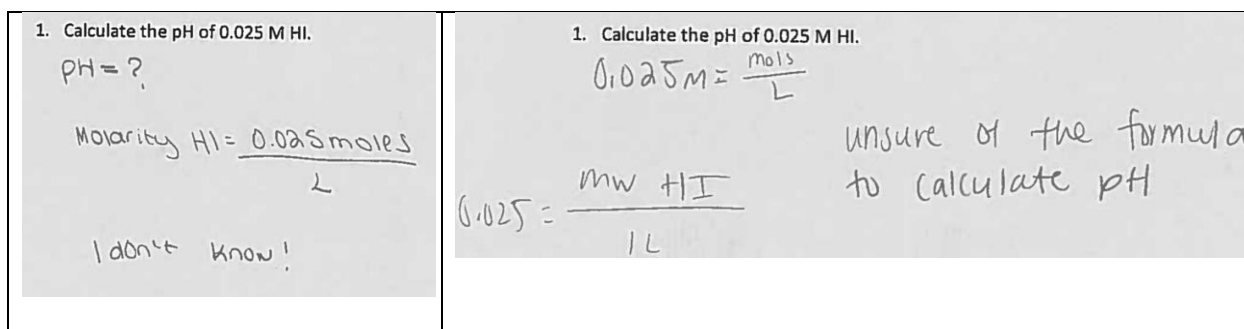 1. Calculate the pH of 0.025 M HI.
pH = ?
Molarity HI = 0.025 moles
L
I don't know!
1. Calculate the pH of 0.025 M HI.
0.025M = mols
L
unsure of the formula
to calculate pH
0.025 = mw HI
1L